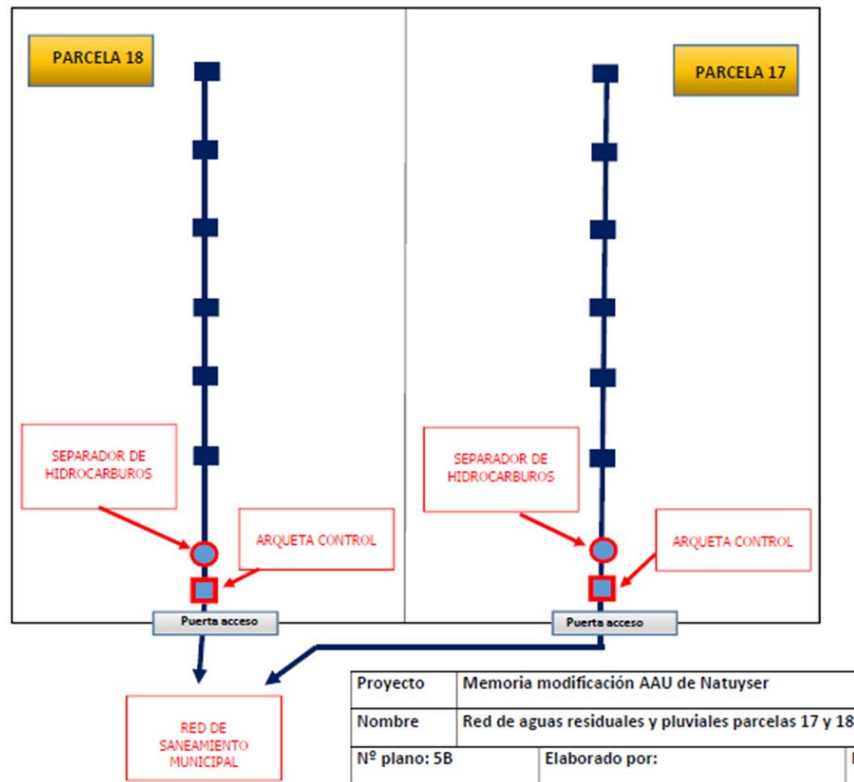 PARCELA 18
PARCELA 17
SEPARADOR DE
HIDROCARBUROS
ARQUETA CONTROL
SEPARADOR DE
HIDROCARBUROS
ARQUETA CONTROL
Puerta acceso
Puerta acceso
RED DE
SANEAMIENTO
MUNICIPAL
Proyecto Memoria modificación AAU de Natuyser
Nombre Red de aguas residuales y pluviales parcelas 17 y 18
Nº plano: 5B Elaborado por: